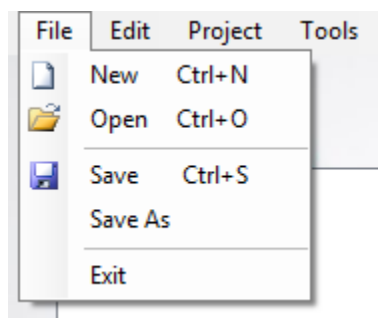 File Edit Project Tools
New Ctrl+N
Open Ctrl+O
Save Ctrl+S
Save As
Exit